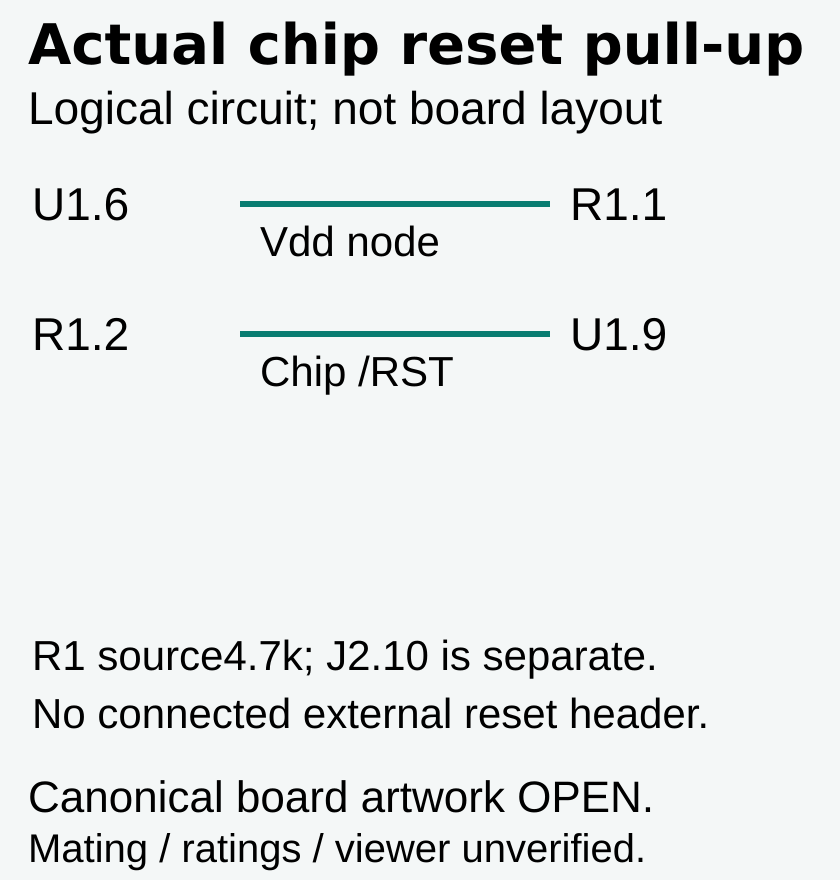 Actual chip reset pull-up
Logical circuit; not board layout
U1.6
R1.1
Vdd node
R1.2
U1.9
Chip /RST
R1 source4.7k; J2.10 is separate.
No connected external reset header.
Canonical board artwork OPEN.
Mating / ratings / viewer unverified.